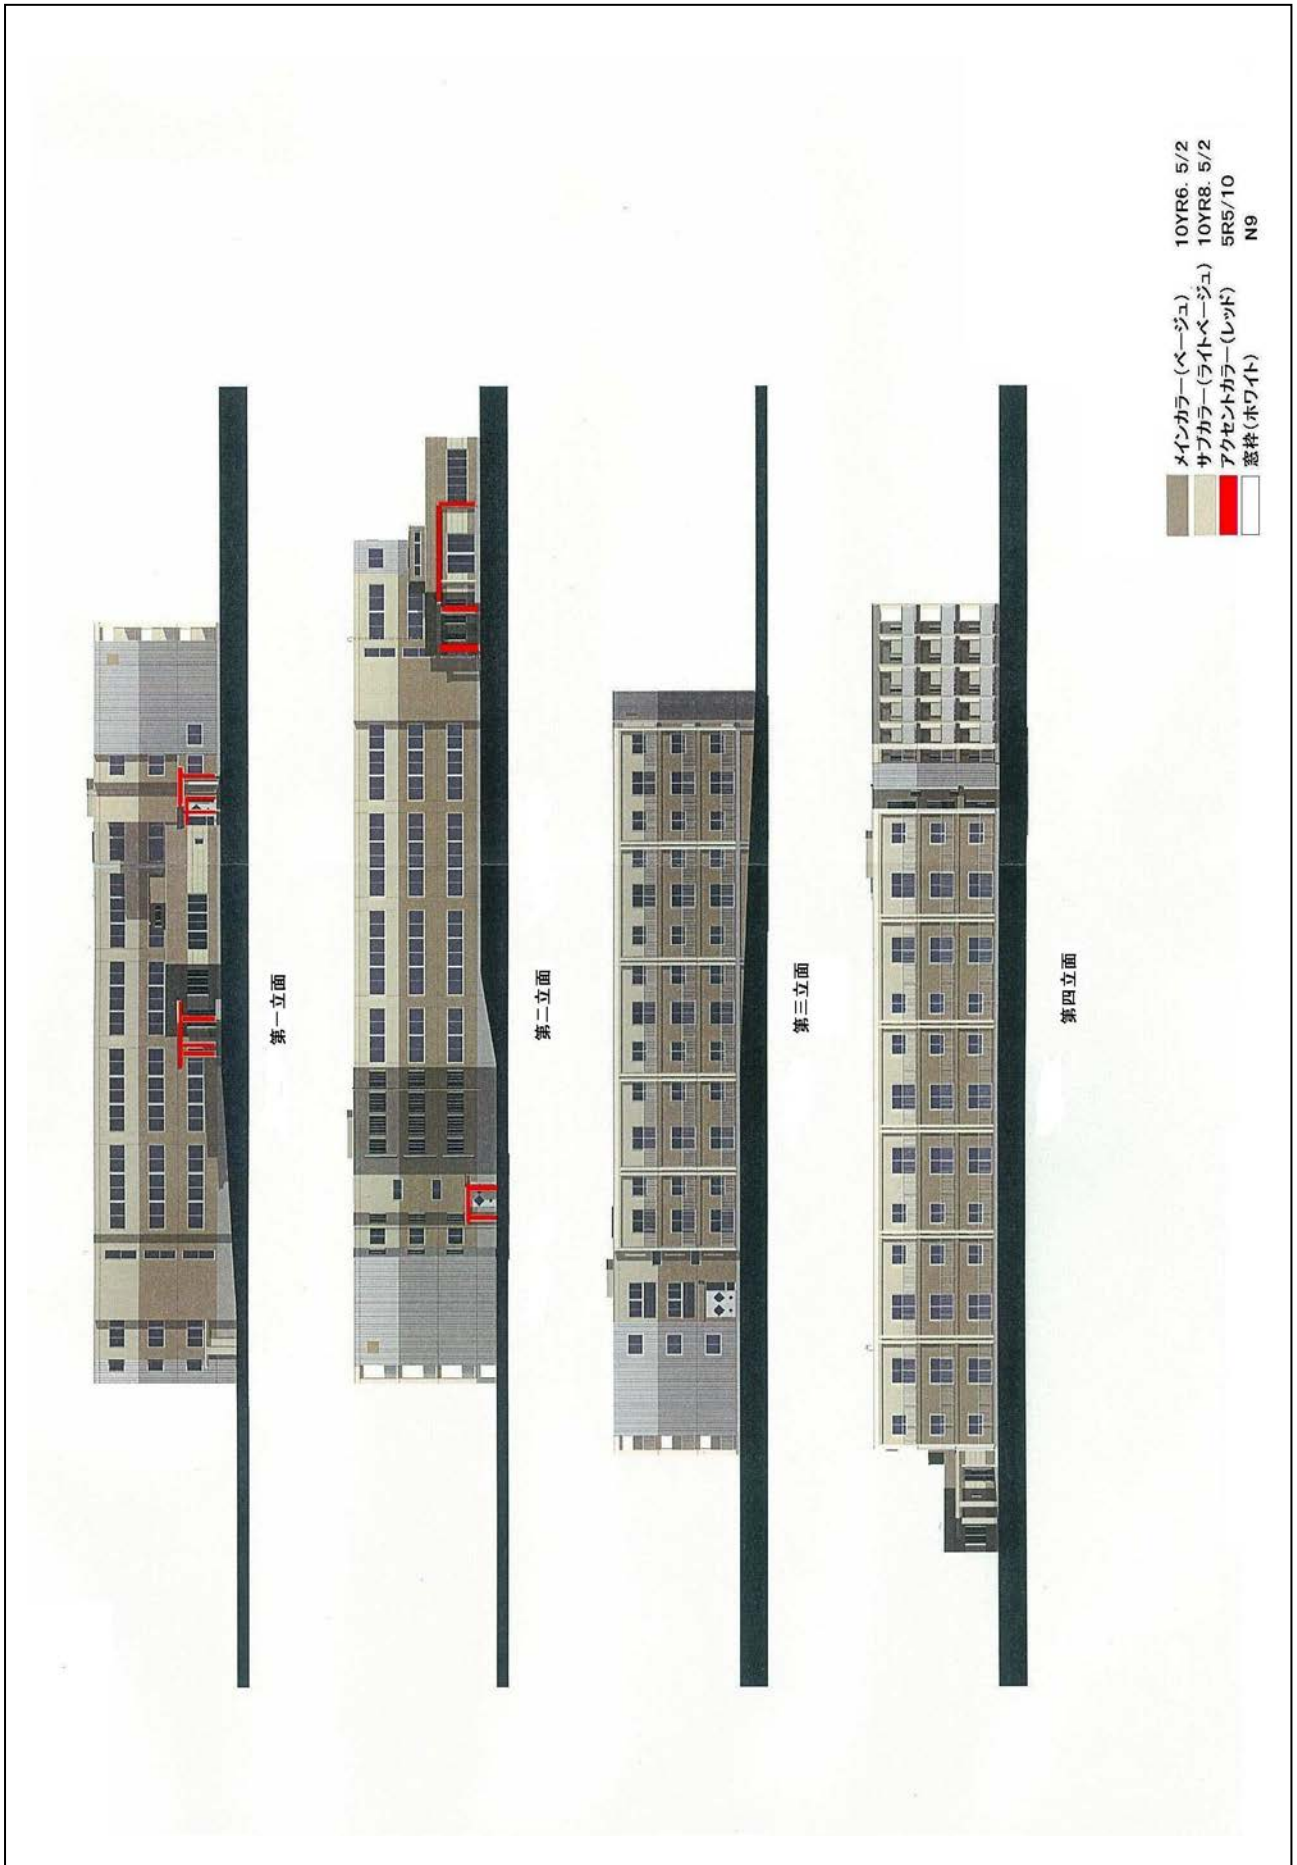 メインカラー(ベージュ) 10YR6. 5/2
サブカラー(ライトベージュ) 10YR8. 5/2
アクセントカラー(レッド) 5R5/10
窓枠(ホワイト) N9
第一立面
第二立面
第三立面
第四立面